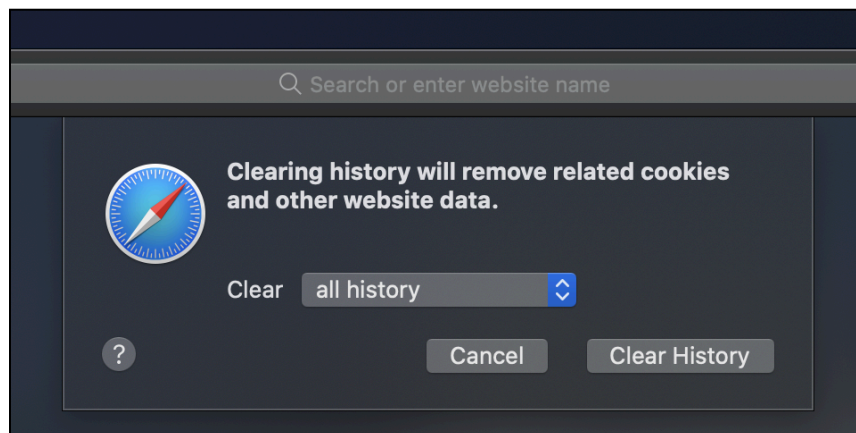 Search or enter website name
Clearing history will remove related cookies
and other website data.
Clear all history
? Cancel Clear History